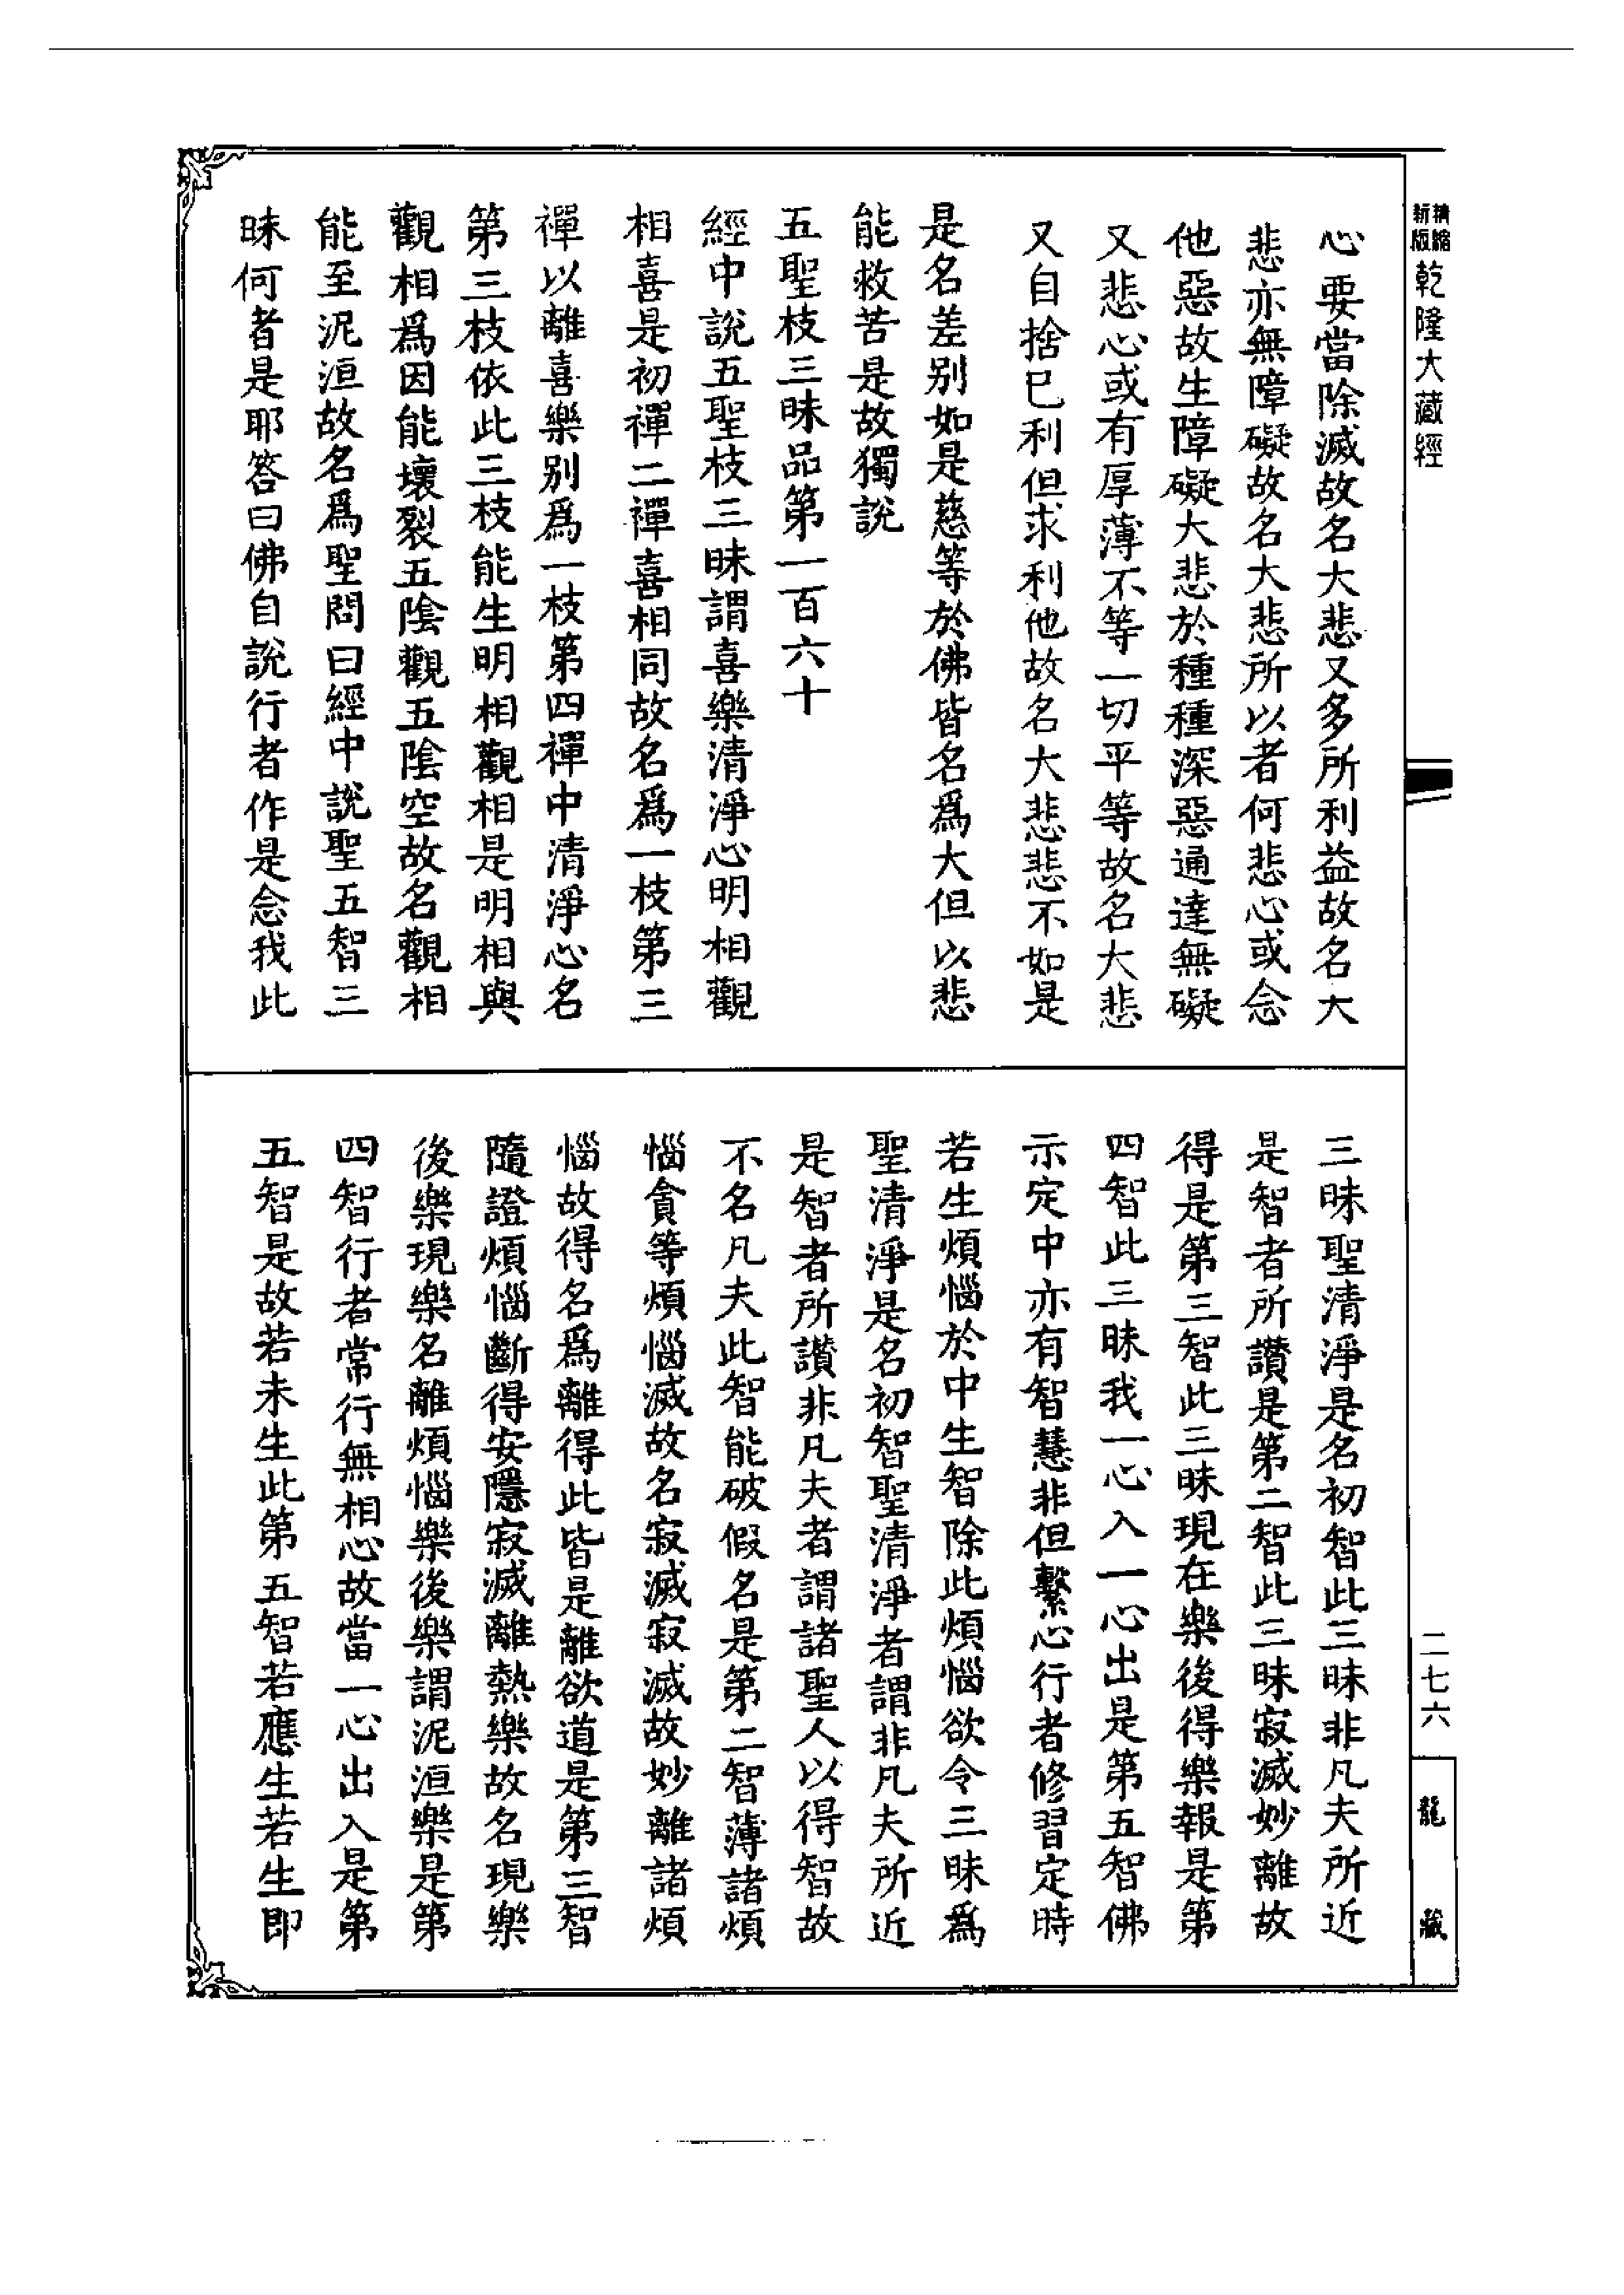 精縮新版乾隆大藏經
心要當除滅故名大悲又多所利益故名大
悲亦無障礙故名大悲所以者何悲心或念
他惡故生障礙大悲於種種深惡通達無礙
又悲心或有厚薄不等一切平等故名大悲
又自捨已利但求利他故名大悲悲不如是
是名差别如是慈等於佛皆名爲大但以悲
能救苦是故獨說
五聖枝三昧品第一百六十
經中說五聖枝三昧謂喜樂清淨心明相觀
相喜是初禪二禪喜相同故名爲一枝第三
禪以離喜樂别爲一枝第四禪中清淨心名
第三枝依此三枝能生明相觀相是明相與
觀相爲因能壞裂五陰觀五陰空故名觀相
能至泥洹故名爲聖問曰經中說聖五智三
昧何者是耶答曰佛自說行者作是念我此
三昧聖清淨是名初智此三昧非凡夫所近
是智者所讚是第二智此三昧寂滅妙離故
得是第三智此三昧現在樂後得樂報是第
四智此三昧我一心入一心出是第五智佛
示定中亦有智慧非但繫心行者修習定時
若生煩惱於中生智除此煩惱欲令三昧爲
聖清淨是名初智聖清淨者謂非凡夫所近
是智者所讚非凡夫者謂諸聖人以得智故
不名凡夫此智能破假名是第二智薄諸煩
惱貪等煩惱滅故名寂滅寂滅故妙離諸煩
惱故得名爲離得此皆是離欲道是第三智
隨證煩惱斷得安隱寂滅離熱樂故名現樂
後樂現樂名離煩惱樂後樂謂泥洹樂是第
四智行者常行無相心故當一心出入是第
五智是故若未生此第五智若應生若生即
二七六
龍藏